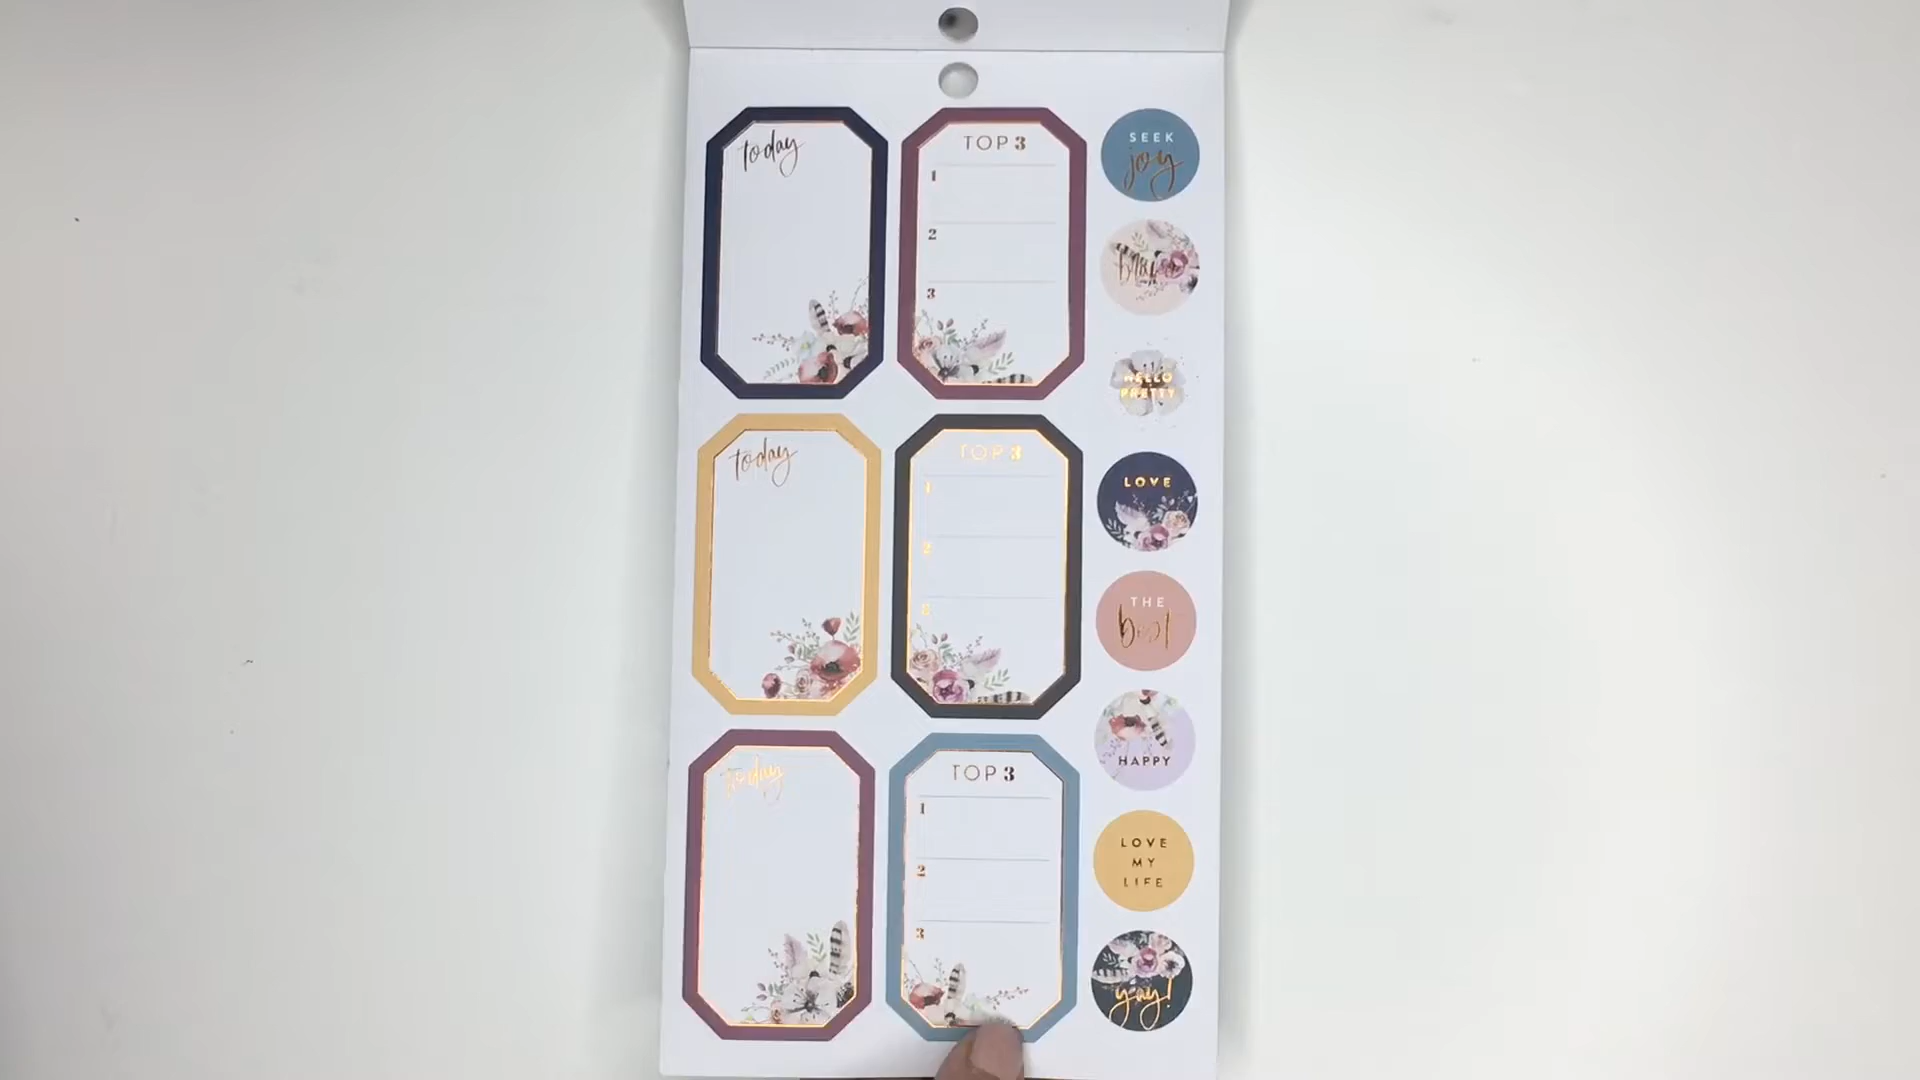 today
TOP 3
1
2
3
today
TOP 3
1
2
3
today
TOP 3
1
2
3
SEEK
joy
HELLO
PRETTY
LOVE
THE
best
HAPPY
LOVE
MY
LIFE
yay!